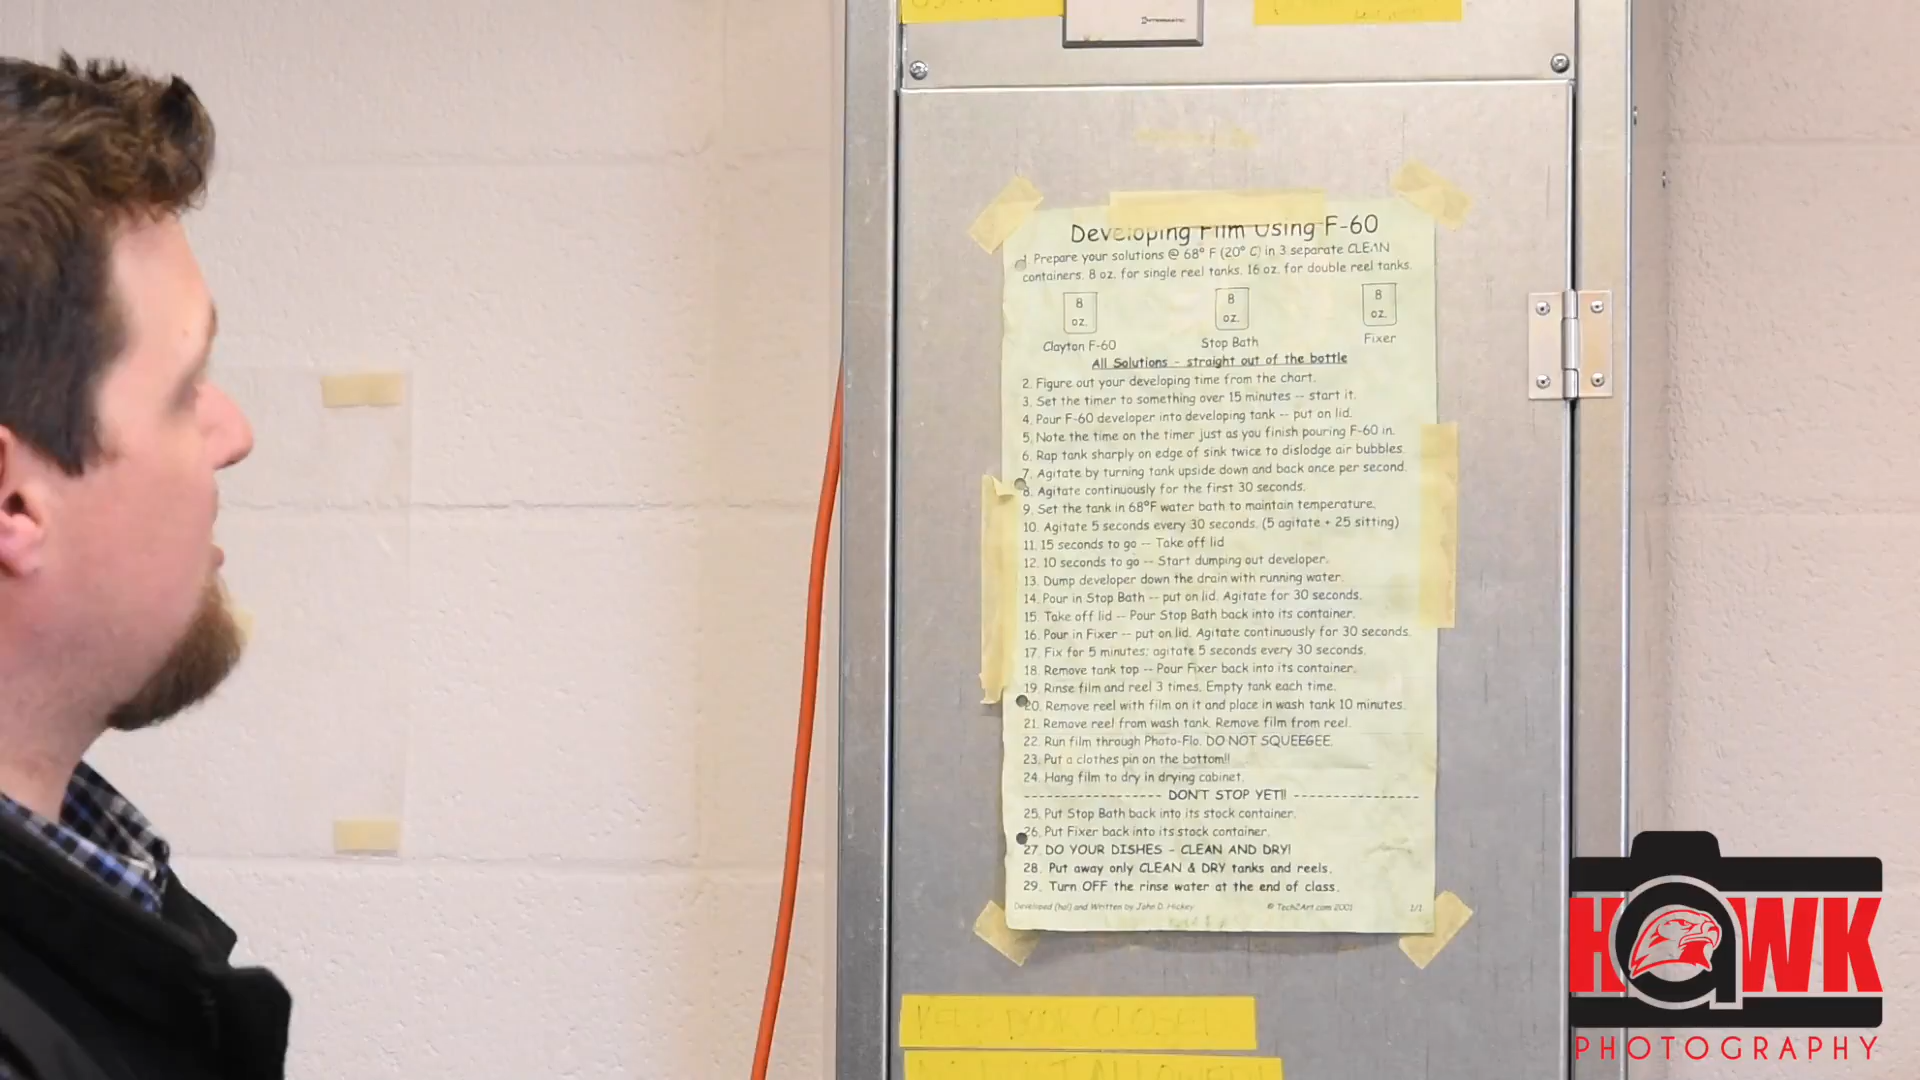 INTERMATIC
Developing Film Using F-60
1. Prepare your solutions @ 68° F (20° C) in 3 separate CLEAN
containers. 8 oz. for single reel tanks. 16 oz. for double reel tanks.
8 oz.
8 oz.
8 oz.
Clayton F-60
Stop Bath
Fixer
All Solutions - straight out of the bottle
2. Figure out your developing time from the chart.
3. Set the timer to something over 15 minutes -- start it.
4. Pour F-60 developer into developing tank -- put on lid.
5. Note the time on the timer just as you finish pouring F-60 in.
6. Rap tank sharply on edge of sink twice to dislodge air bubbles.
7. Agitate by turning tank upside down and back once per second.
8. Agitate continuously for the first 30 seconds.
9. Set the tank in 68°F water bath to maintain temperature.
10. Agitate 5 seconds every 30 seconds. (5 agitate + 25 sitting)
11. 15 seconds to go -- Take off lid
12. 10 seconds to go -- Start dumping out developer.
13. Dump developer down the drain with running water.
14. Pour in Stop Bath -- put on lid. Agitate for 30 seconds.
15 Take off lid -- Pour Stop Bath back into its container.
16. Pour in Fixer -- put on lid. Agitate continuously for 30 seconds.
17. Fix for 5 minutes; agitate 5 seconds every 30 seconds.
18. Remove tank top -- Pour Fixer back into its container.
19. Rinse film and reel 3 times. Empty tank each time.
20. Remove reel with film on it and place in wash tank 10 minutes.
21. Remove reel from wash tank. Remove film from reel.
22. Run film through Photo-Flo. DO NOT SQUEEGEE.
23. Put a clothes pin on the bottom!!
24. Hang film to dry in drying cabinet.
---------------- DON'T STOP YET!! ----------------
25. Put Stop Bath back into its stock container.
26. Put Fixer back into its stock container.
27. DO YOUR DISHES - CLEAN AND DRY!
28. Put away only CLEAN & DRY tanks and reels.
29. Turn OFF the rinse water at the end of class.
Developed (ha!) and Written by John D. Hickey © Tech2Art.com 2001 1/1
DOOR CLOSE
ALLOWED
HAWK
PHOTOGRAPHY